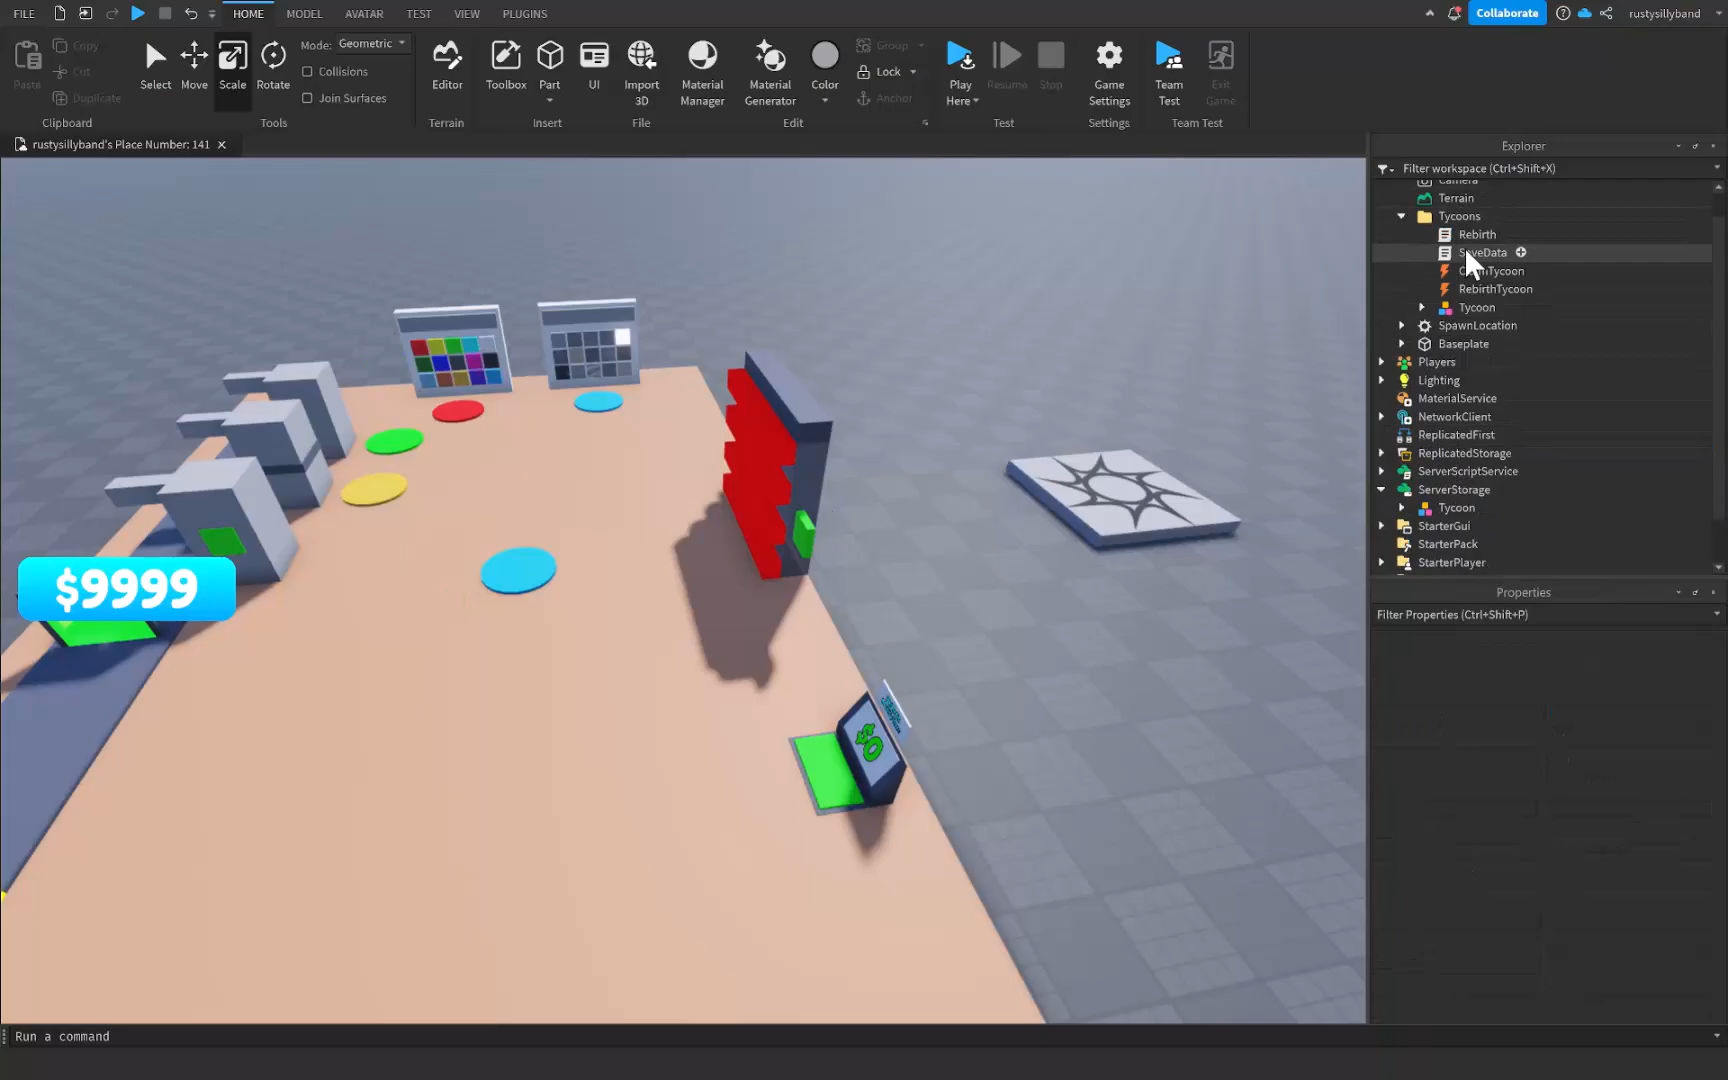 FILE
HOME MODEL AVATAR TEST VIEW PLUGINS
Collaborate
rustysillyband
Paste
Copy
Cut
Duplicate
Clipboard
Select Move Scale Rotate
Mode: Geometric
Collisions
Join Surfaces
Tools
Editor
Terrain
Toolbox
Part
UI
Insert
Import
3D
File
Material
Manager
Material
Generator
Color
Group
Lock
Anchor
Edit
Play
Here
Resume
Stop
Test
Game
Settings
Settings
Team
Test
Exit
Game
Team Test
rustysillyband's Place Number: 141
$9999
$0
Explorer
Filter workspace (Ctrl+Shift+X)
Camera
Terrain
Tycoons
Rebirth
SaveData
RebirthTycoon
Tycoon
SpawnLocation
Baseplate
Players
Lighting
MaterialService
NetworkClient
ReplicatedFirst
ReplicatedStorage
ServerScriptService
ServerStorage
Tycoon
StarterGui
StarterPack
StarterPlayer
Properties
Filter Properties (Ctrl+Shift+P)
Run a command